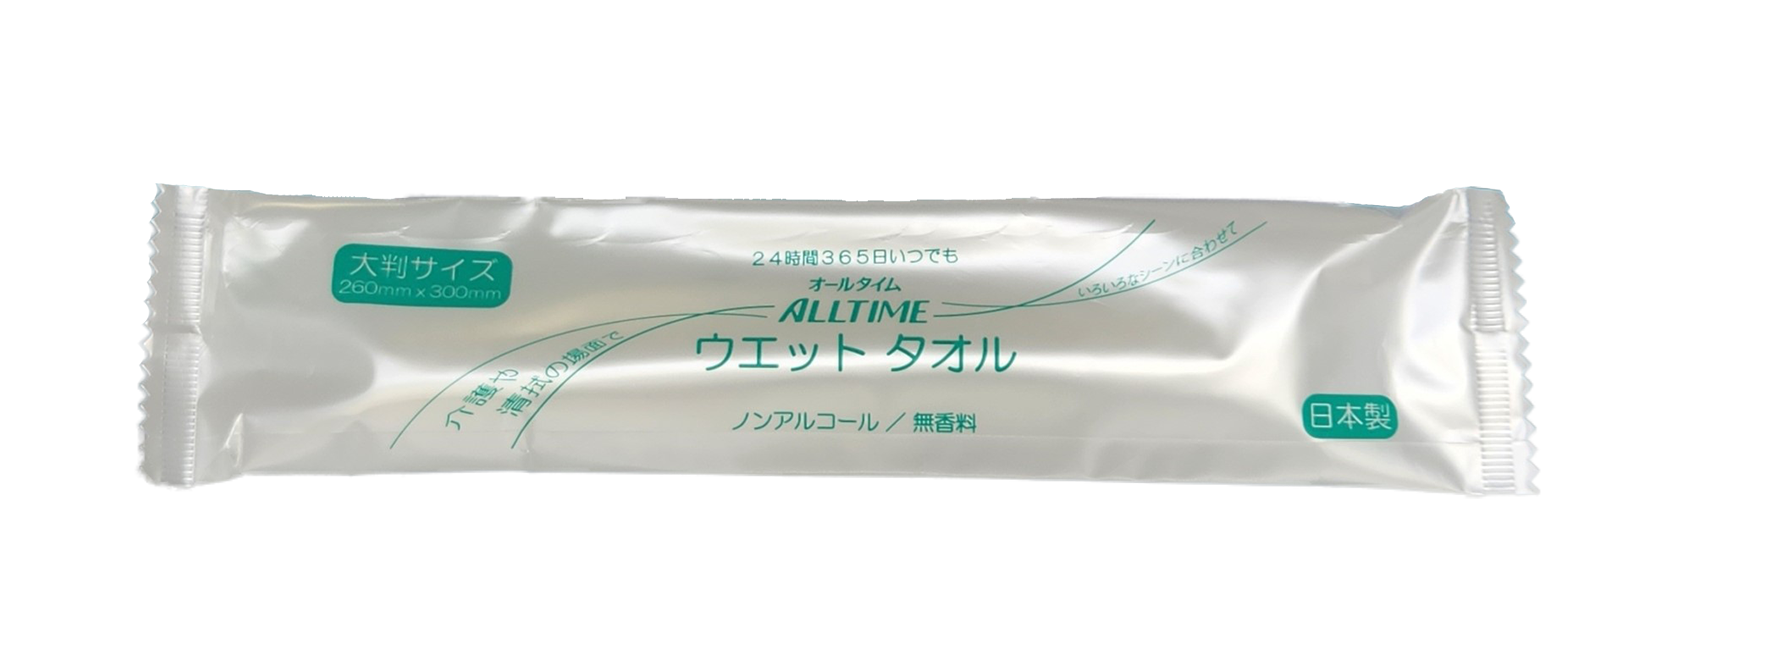 大判サイズ
260mm x 300mm
24時間365日いつでも
オールタイム
ALLTIME
ウエット タオル
ノンアルコール / 無香料
介護や
清拭の場面で
いろいろなシーンに合わせて
日本製